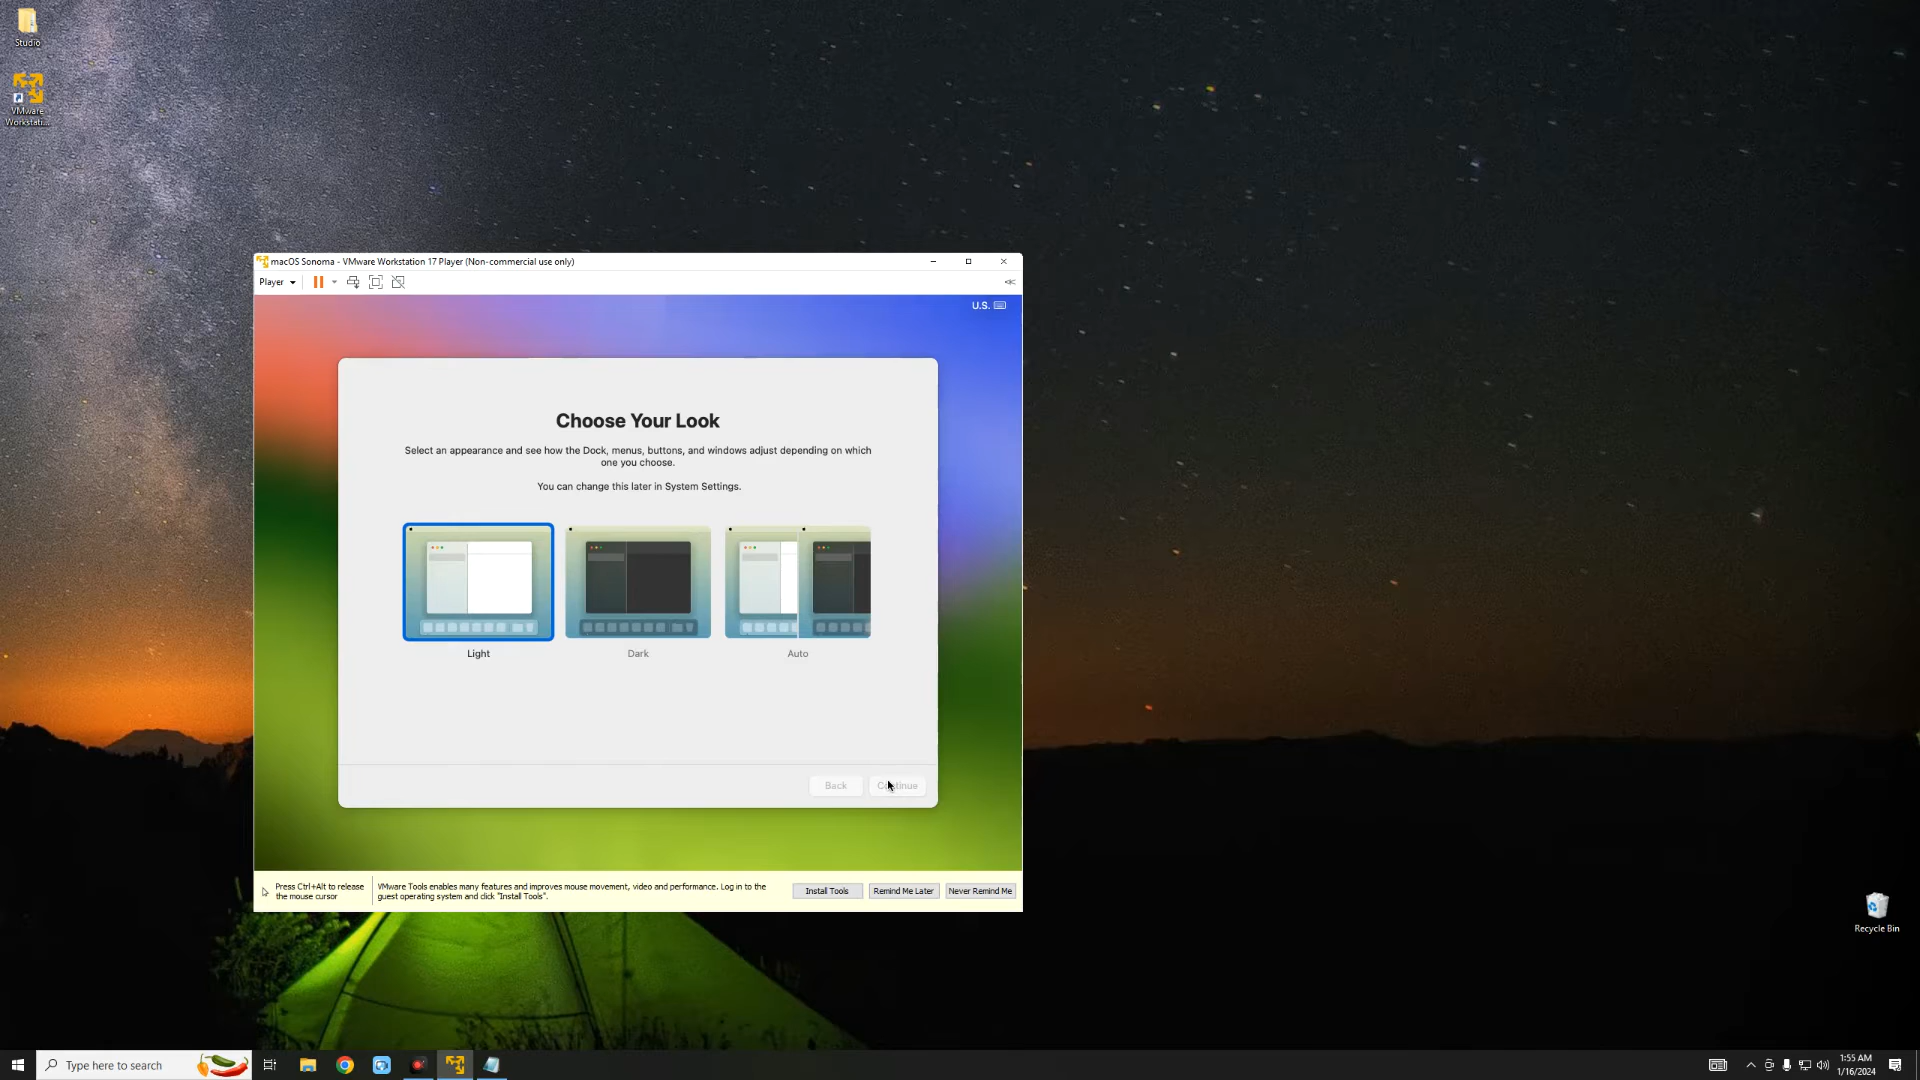 Studio
VMware
Workstati...
macOS Sonoma - VMware Workstation 17 Player (Non-commercial use only)
Player
U.S.
Choose Your Look
Select an appearance and see how the Dock, menus, buttons, and windows adjust depending on which
one you choose.
You can change this later in System Settings.
Light
Dark
Auto
Back
Continue
Press Ctrl+Alt to release
the mouse cursor
VMware Tools enables many features and improves mouse movement, video and performance. Log in to the
guest operating system and click "Install Tools".
Install Tools
Remind Me Later
Never Remind Me
Recycle Bin
Type here to search
1:55 AM
1/16/2024